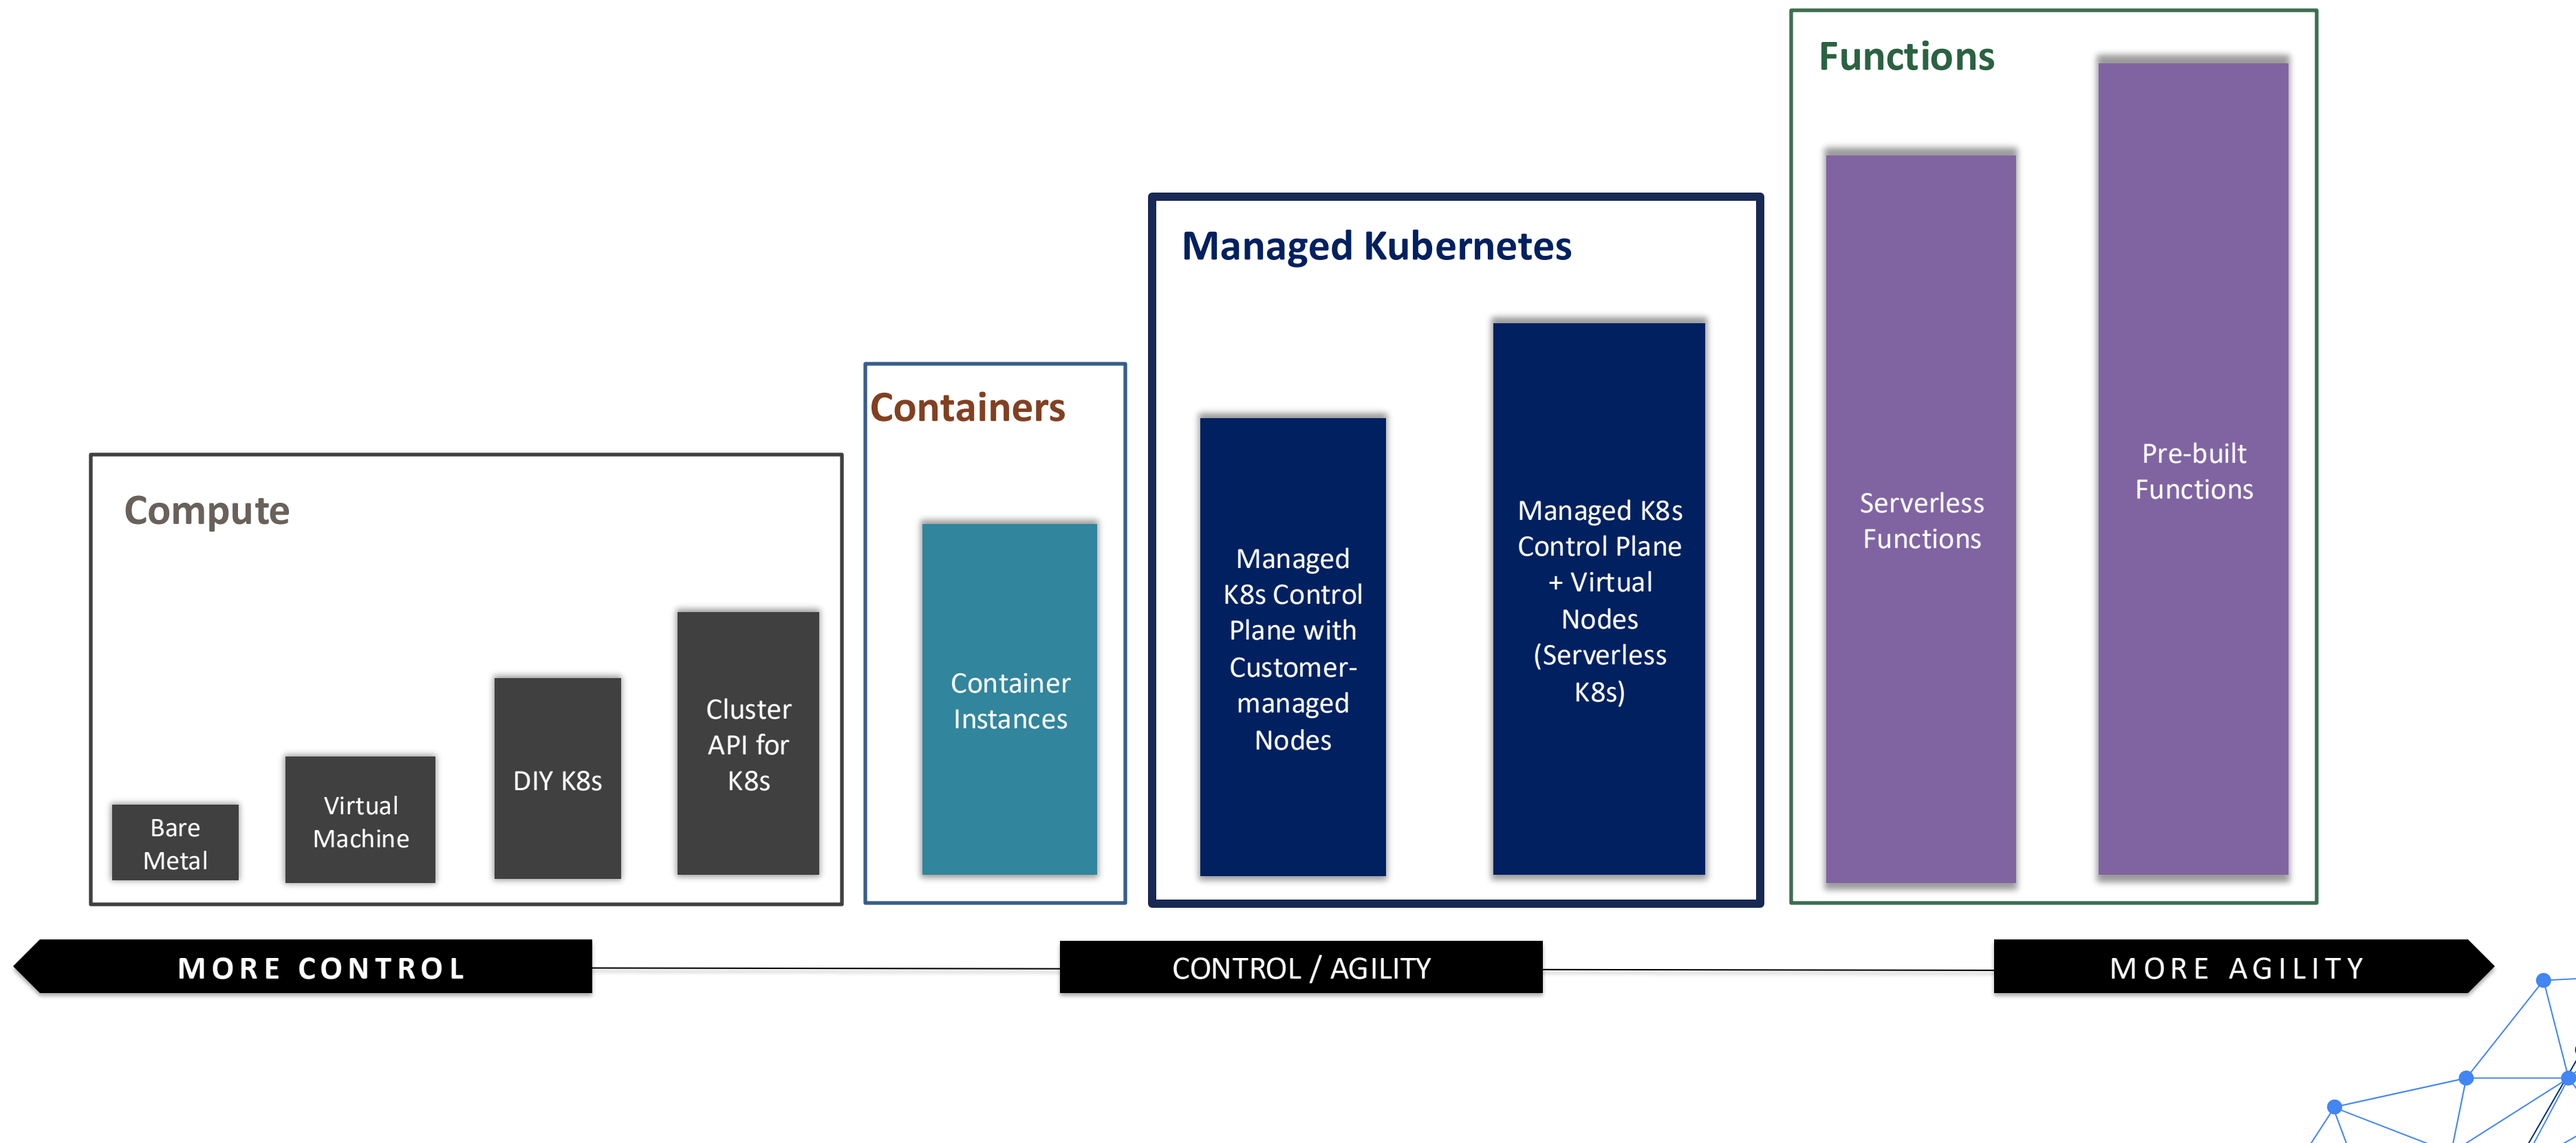 Functions
Managed Kubernetes
Containers
Compute
Bare
Metal
Virtual
Machine
DIY K8s
Cluster
API for
K8s
Container
Instances
Managed
K8s Control
Plane with
Customer-
managed
Nodes
Managed K8s
Control Plane
+ Virtual
Nodes
(Serverless
K8s)
Serverless
Functions
Pre-built
Functions
MORE CONTROL
CONTROL / AGILITY
MORE AGILITY